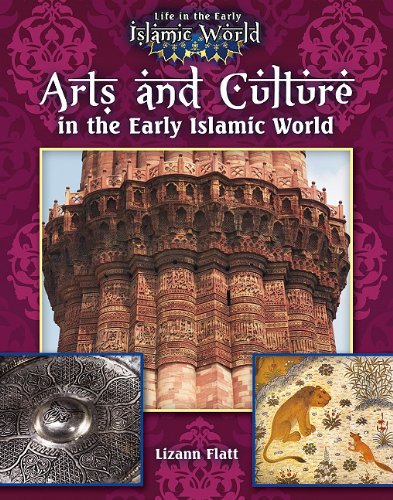 Life in the Early
Islamic World
Arts and Culture
in the Early Islamic World
Lizann Flatt